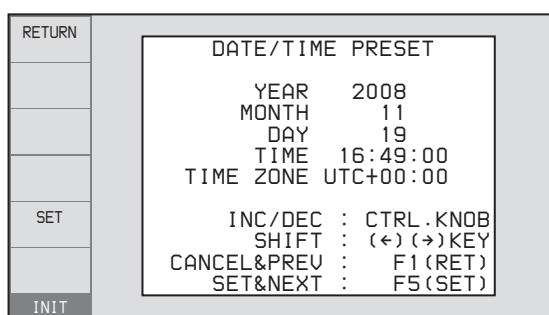 RETURN
SET
INIT
DATE/TIME PRESET
YEAR 2008
MONTH 11
DAY 19
TIME 16:49:00
TIME ZONE UTC+00:00
INC/DEC : CTRL.KNOB
SHIFT : (←)(→)KEY
CANCEL&PREV : F1(RET)
SET&NEXT : F5(SET)